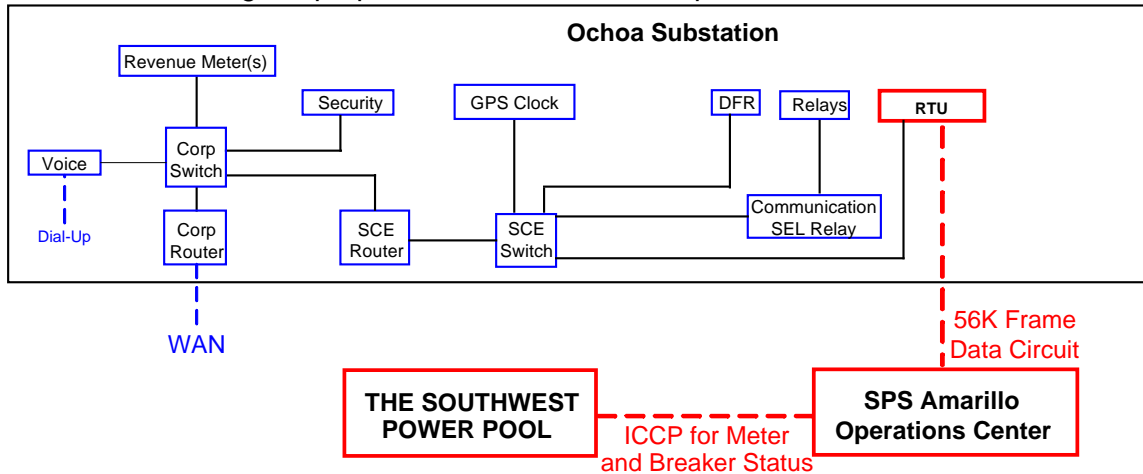 Ochoa Substation
Revenue Meter(s)
Security
GPS Clock
DFR
Relays
RTU
Voice
Corp
Switch
Dial-Up
Corp
Router
SCE
Router
SCE
Switch
Communication
SEL Relay
WAN
56K Frame
Data Circuit
THE SOUTHWEST
POWER POOL
ICCP for Meter
and Breaker Status
SPS Amarillo
Operations Center